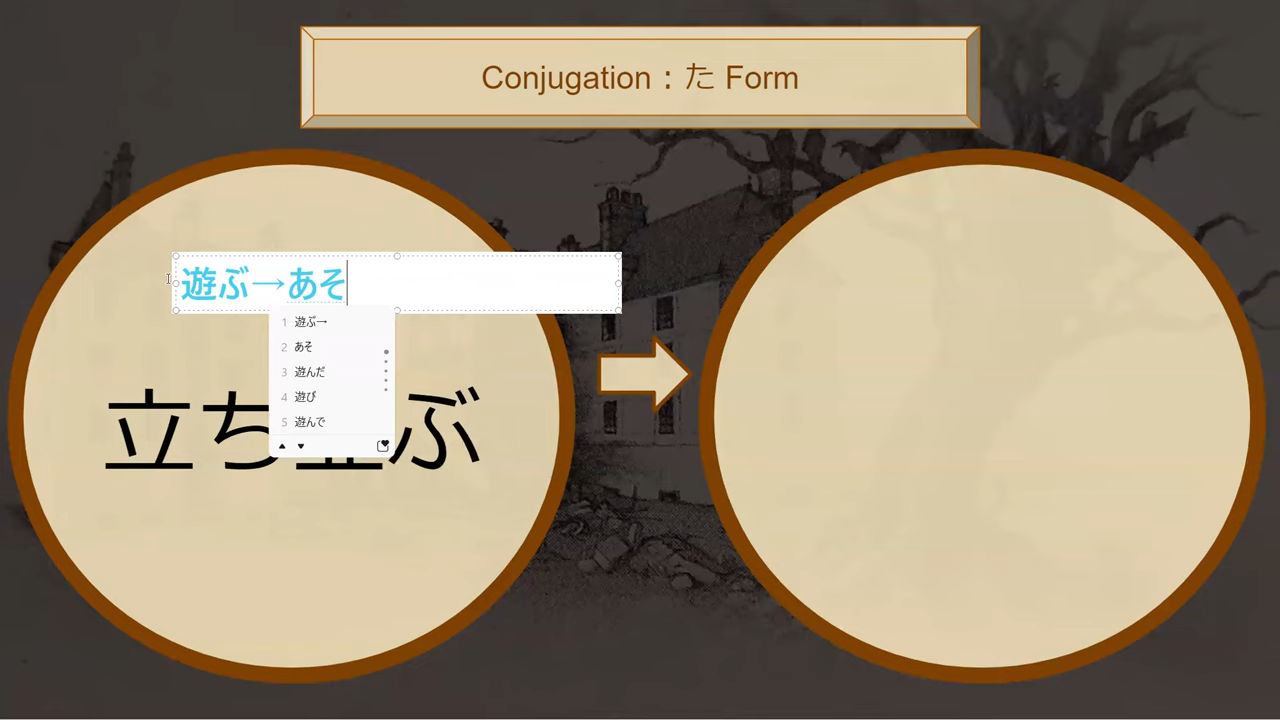 Conjugation：た Form
遊ぶ→あそ
1 遊ぶ→
2 あそ
3 遊んだ
4 遊び
5 遊んで
立ち並ぶ